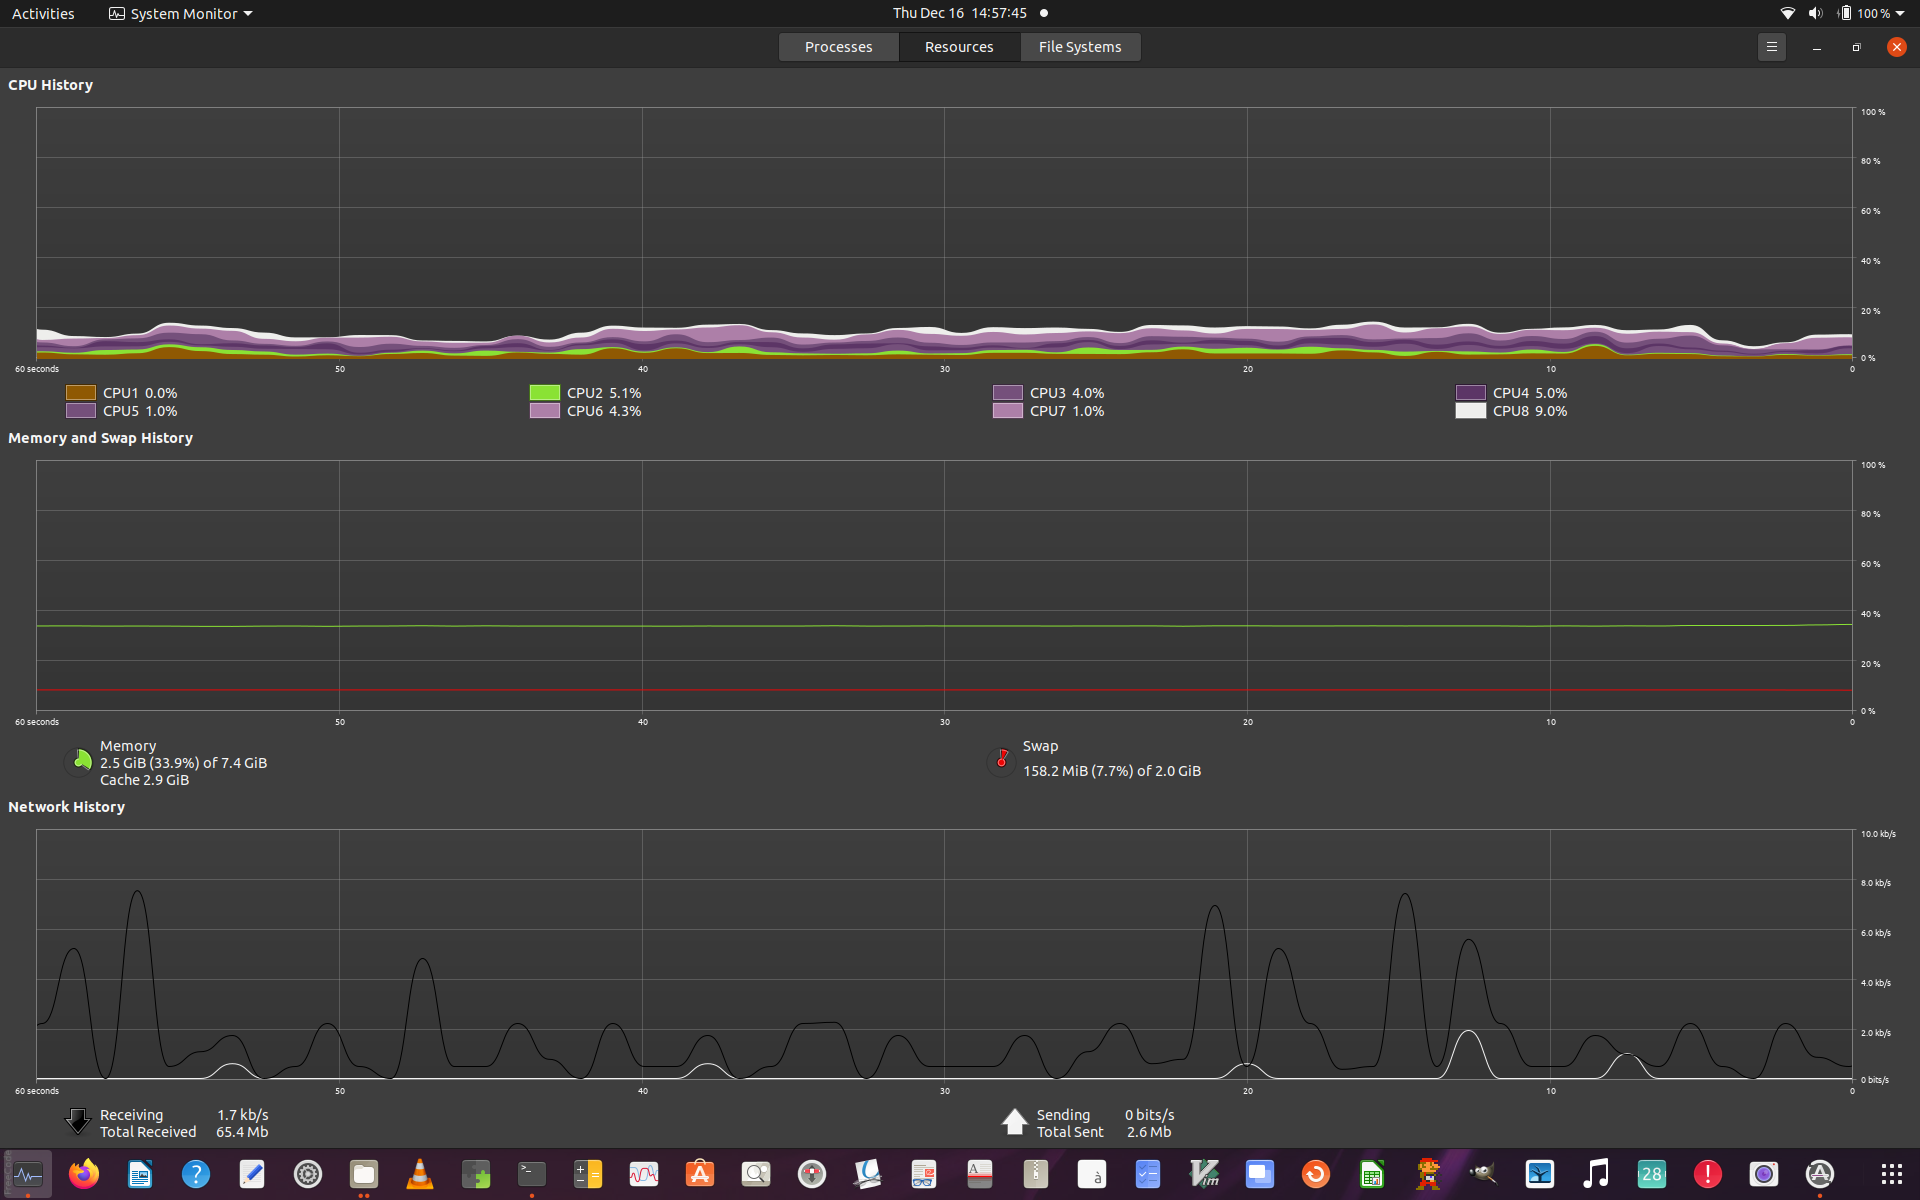 Activities
System Monitor
Thu Dec 16 14:57:45
100 %
Processes
Resources
File Systems
CPU History
100 %
80 %
60 %
40 %
20 %
0 %
60 seconds
50
40
30
20
10
0
CPU1 0.0%
CPU2 5.1%
CPU3 4.0%
CPU4 5.0%
CPU5 1.0%
CPU6 4.3%
CPU7 1.0%
CPU8 9.0%
Memory and Swap History
100 %
80 %
60 %
40 %
20 %
0 %
60 seconds
50
40
30
20
10
0
Memory
2.5 GiB (33.9%) of 7.4 GiB
Cache 2.9 GiB
Swap
158.2 MiB (7.7%) of 2.0 GiB
Network History
10.0 kb/s
8.0 kb/s
6.0 kb/s
4.0 kb/s
2.0 kb/s
0 bits/s
60 seconds
50
40
30
20
10
0
Receiving 1.7 kb/s
Total Received 65.4 Mb
Sending 0 bits/s
Total Sent 2.6 Mb
?
>_
A
à
Vim
28
!